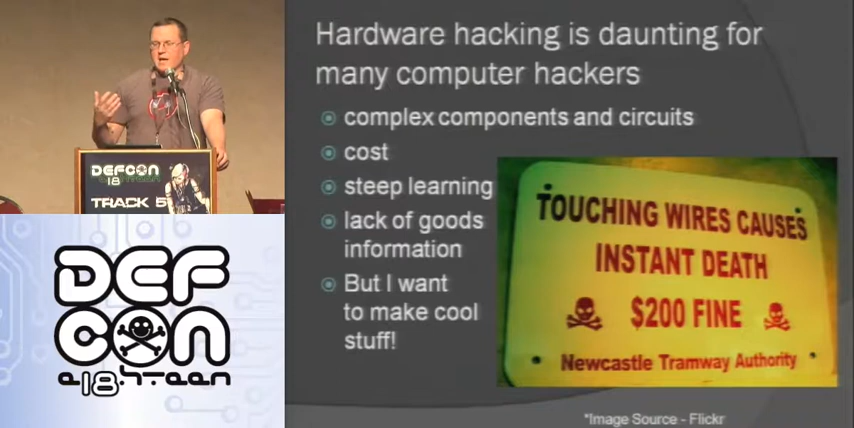 Hardware hacking is daunting for
many computer hackers
complex components and circuits
cost
steep learning
lack of goods
information
But I want
to make cool
stuff!
TOUCHING WIRES CAUSES
INSTANT DEATH
$200 FINE
Newcastle Tramway Authority
*Image Source - Flickr
DEFCON
18
TRACK 5
DEF
CON
e18hteen